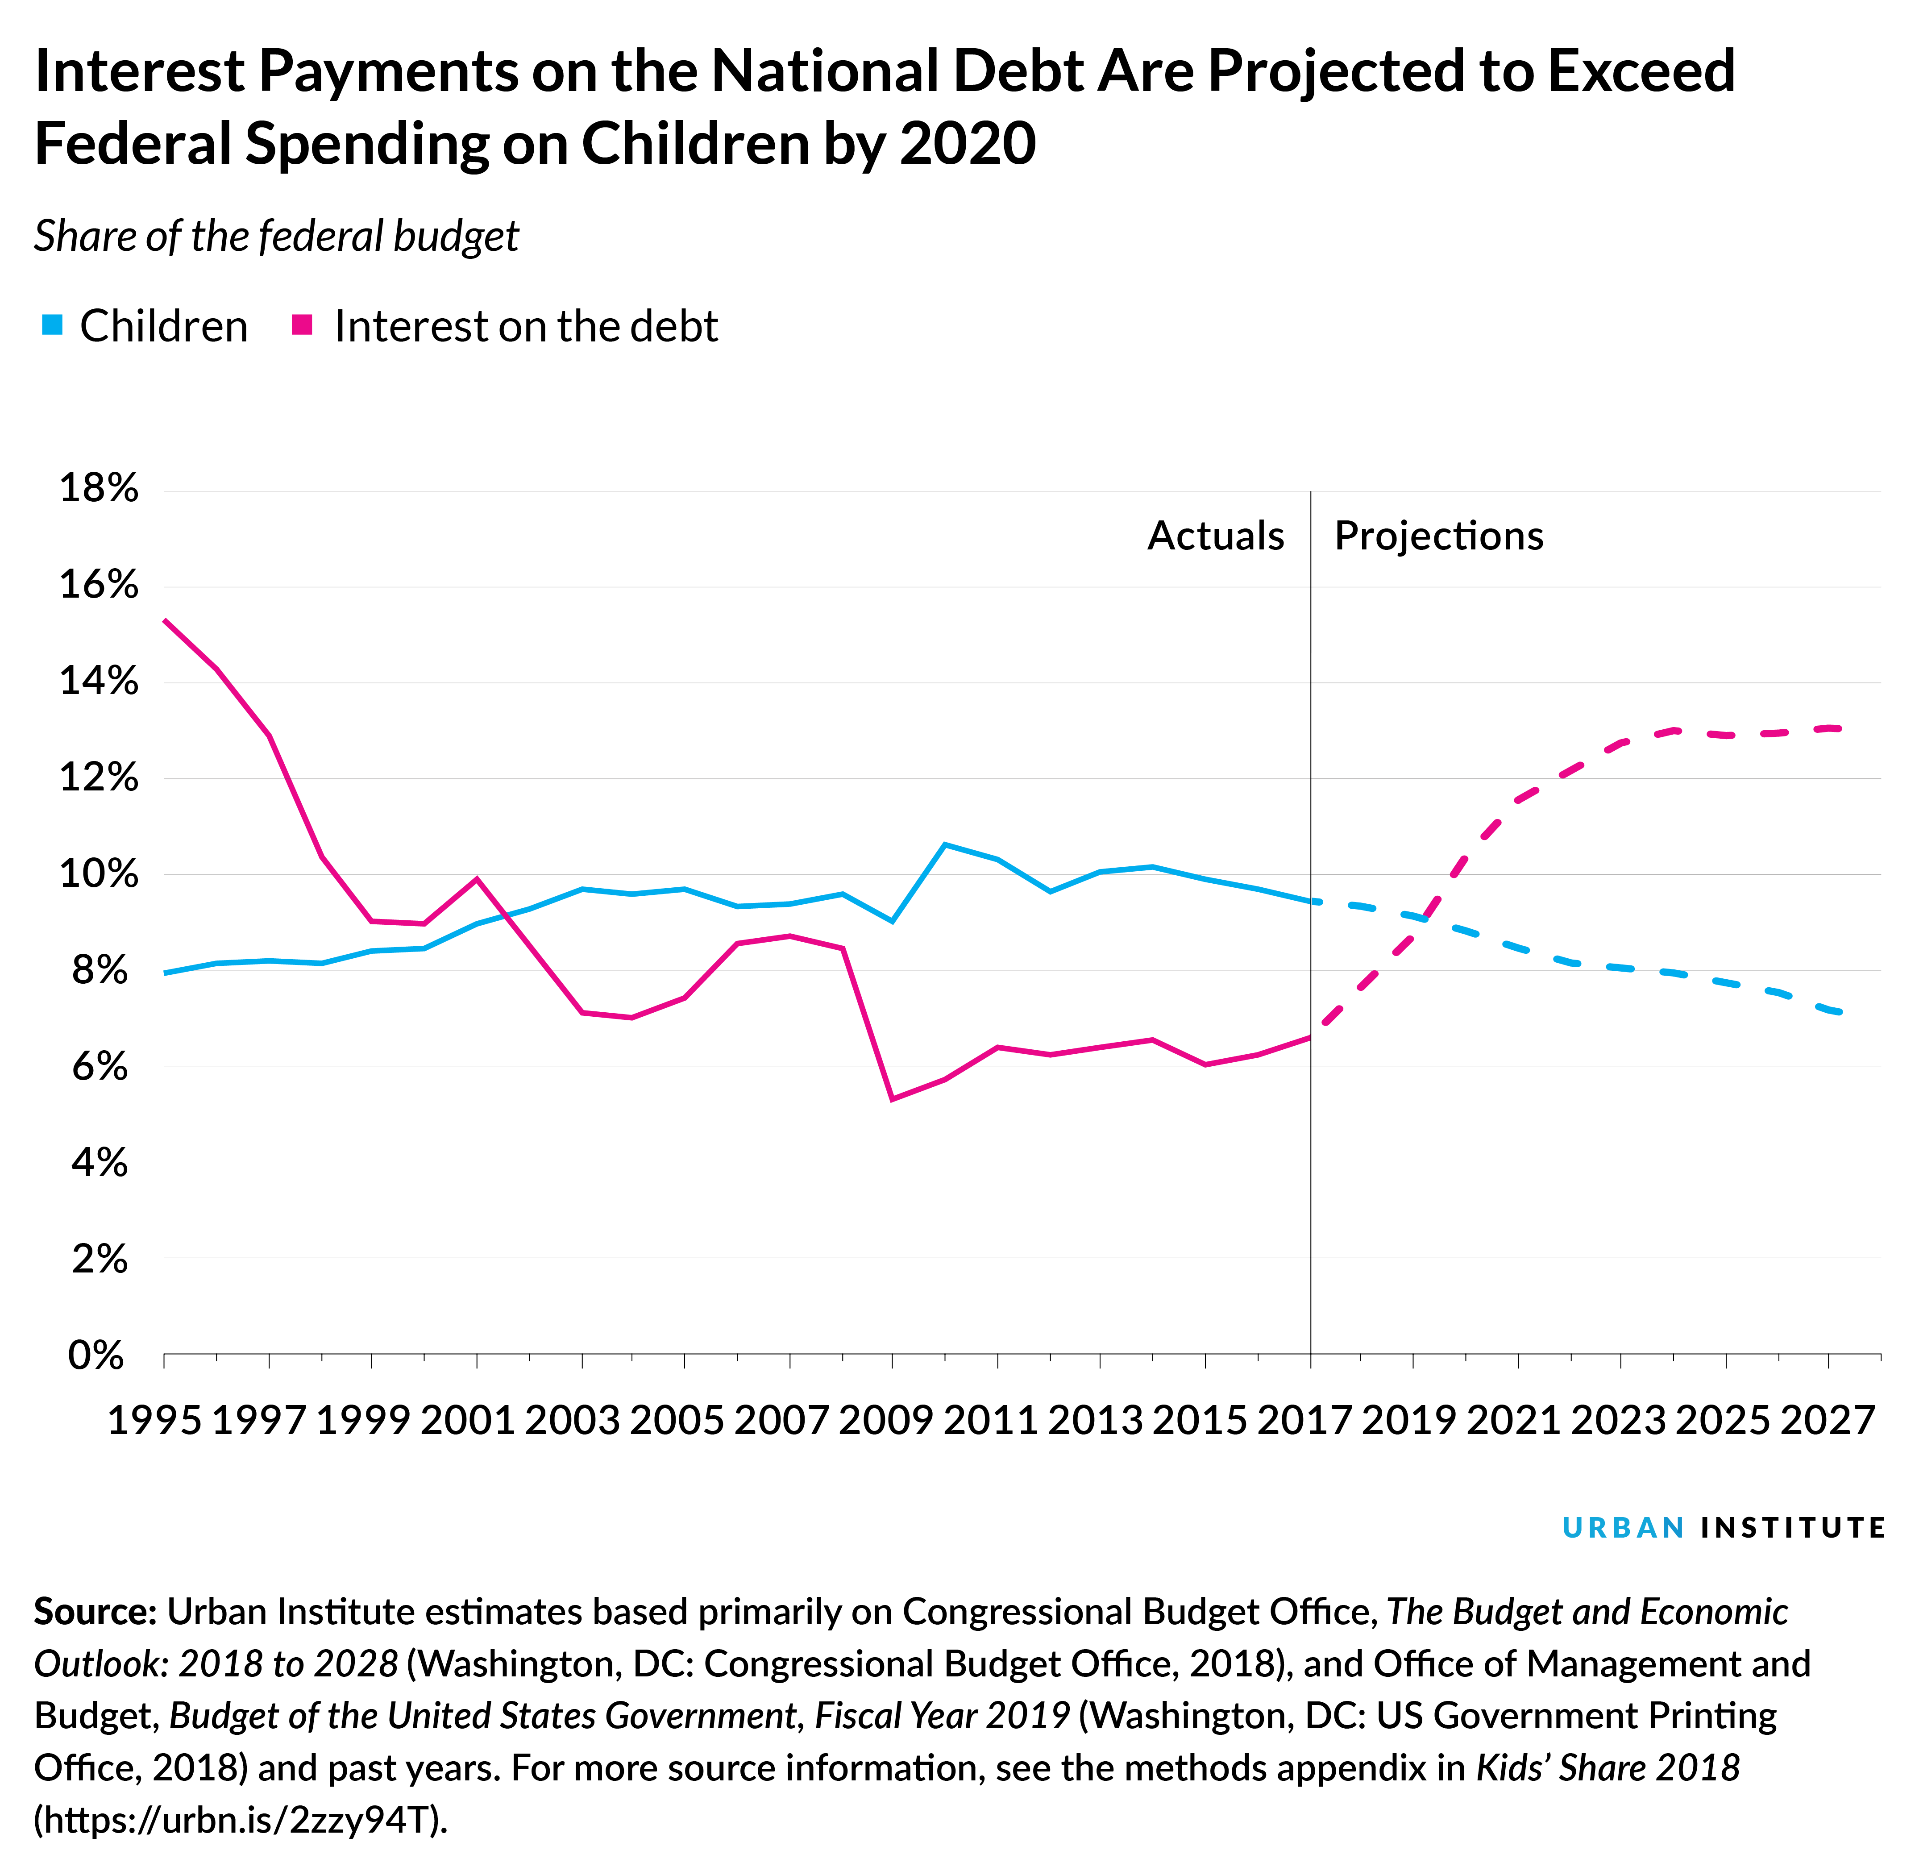 Interest Payments on the National Debt Are Projected to Exceed
Federal Spending on Children by 2020
Share of the federal budget
Children Interest on the debt
18%
Actuals Projections
16%
14%
12%
10%
8%
6%
4%
2%
0%
1995 1997 1999 2001 2003 2005 2007 2009 2011 2013 2015 2017 2019 2021 2023 2025 2027
URBAN INSTITUTE
Source: Urban Institute estimates based primarily on Congressional Budget Office, The Budget and Economic
Outlook: 2018 to 2028 (Washington, DC: Congressional Budget Office, 2018), and Office of Management and
Budget, Budget of the United States Government, Fiscal Year 2019 (Washington, DC: US Government Printing
Office, 2018) and past years. For more source information, see the methods appendix in Kids’ Share 2018
(https://urbn.is/2zzy94T).